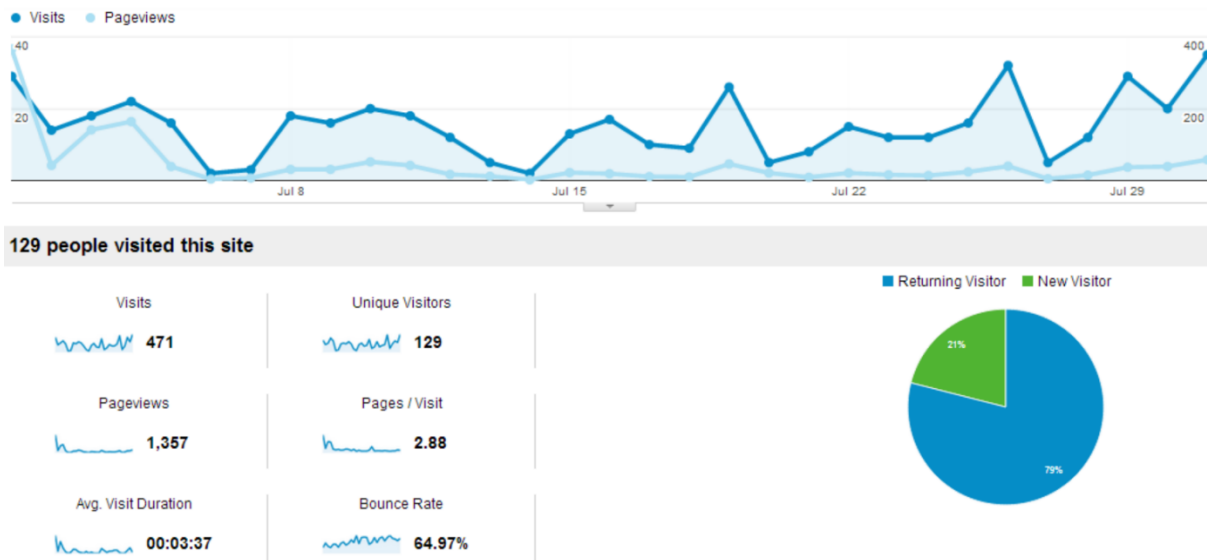 Visits Pageviews
40 400
20 200
Jul 8 Jul 15 Jul 22 Jul 29
129 people visited this site
Returning Visitor New Visitor
Visits Unique Visitors
471 129
21%
Pageviews Pages / Visit
1,357 2.88
79%
Avg. Visit Duration Bounce Rate
00:03:37 64.97%